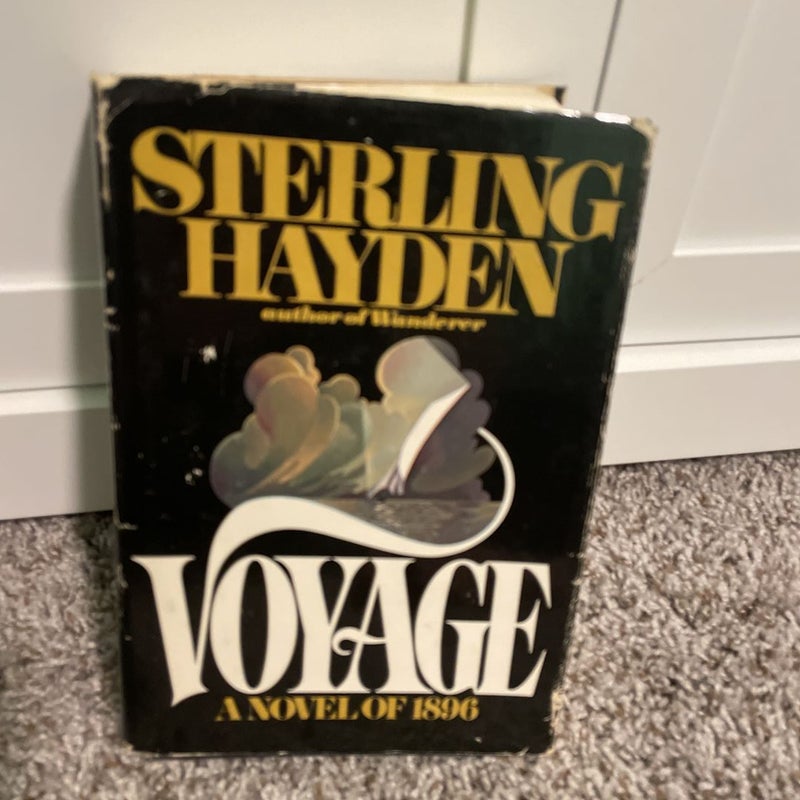 STERLING
HAYDEN
author of Wanderer
VOYAGE
A NOVEL OF 1896